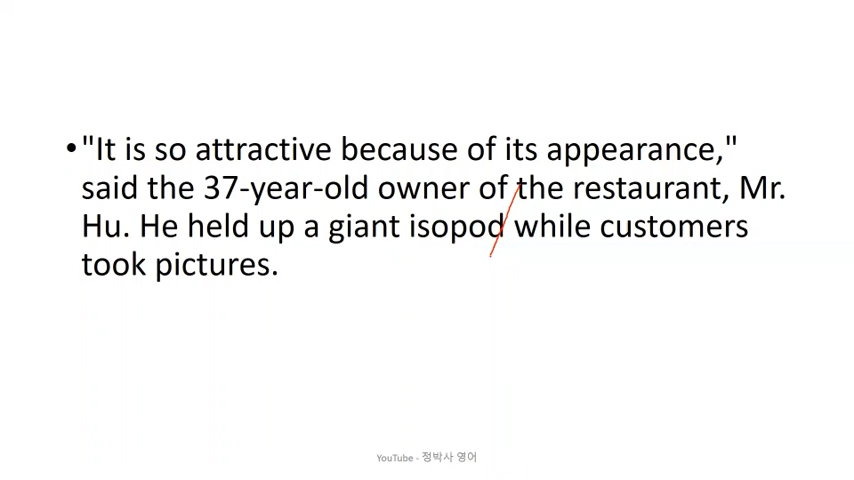 •"It is so attractive because of its appearance,"
said the 37-year-old owner of the restaurant, Mr.
Hu. He held up a giant isopod while customers
took pictures.
YouTube - 정박사 영어